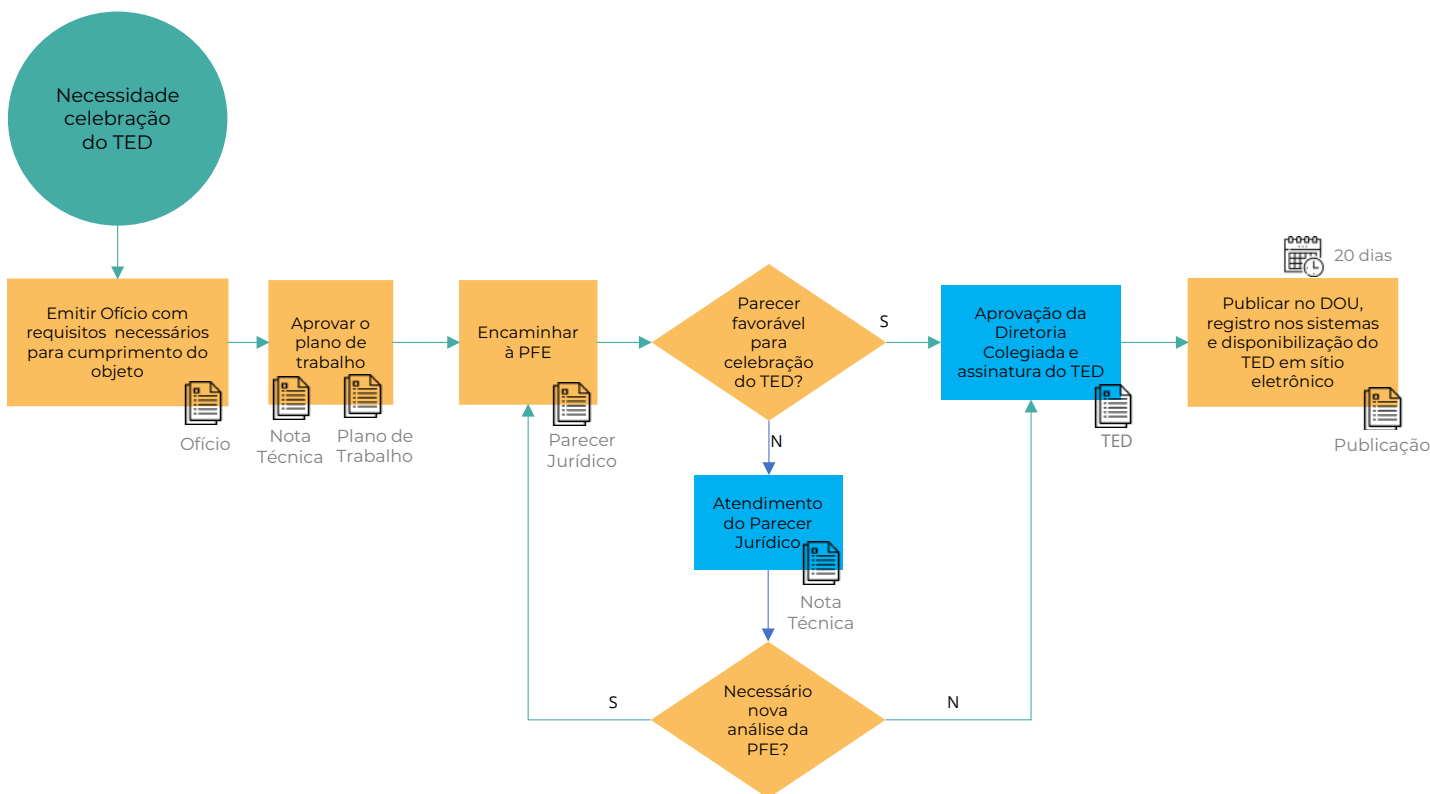 Necessidade
celebração
do TED
20 dias
Emitir Ofício com
requisitos necessários
para cumprimento do
objeto
Ofício
Aprovar o
plano de
trabalho
Nota
Técnica
Plano de
Trabalho
Encaminhar
à PFE
Parecer
Jurídico
Parecer
favorável
para
celebração
do TED?
S
N
Aprovação da
Diretoria
Colegiada e
assinatura do TED
TED
Publicar no DOU,
registro nos sistemas
e disponibilização do
TED em sítio
eletrônico
Publicação
Atendimento
do Parecer
Jurídico
Nota
Técnica
Necessário
nova
análise da
PFE?
S
N